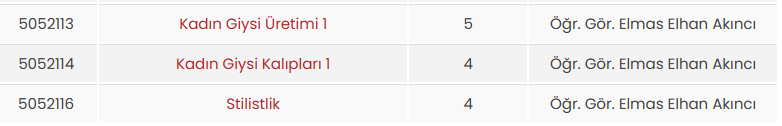 5052113 Kadın Giysi Üretimi 1 5 Öğr. Gör. Elmas Elhan Akıncı
5052114 Kadın Giysi Kalıpları 1 4 Öğr. Gör. Elmas Elhan Akıncı
5052116 Stilistlik 4 Öğr. Gör. Elmas Elhan Akıncı